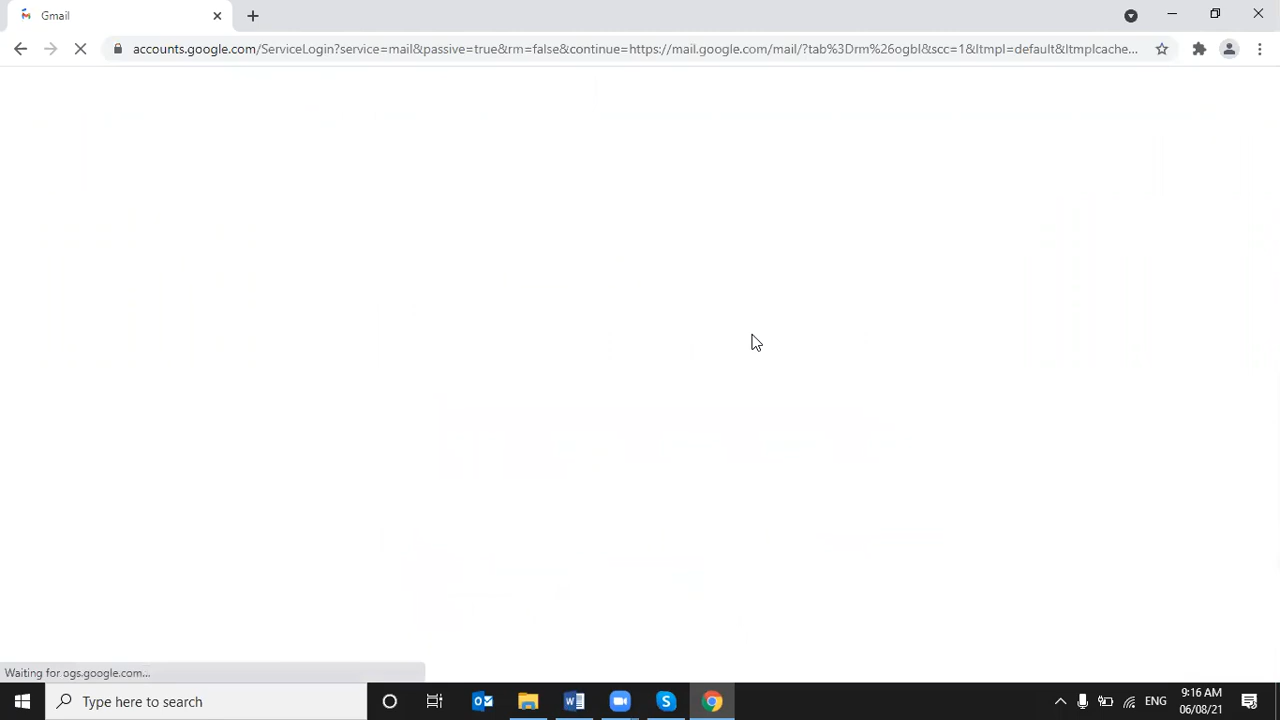 Gmail
accounts.google.com/ServiceLogin?service=mail&passive=true&rm=false&continue=https://mail.google.com/mail/?tab%3Drm%26ogbl&scc=1&ltmpl=default&ltmplcache...
Waiting for ogs.google.com...
Type here to search
ENG
9:16 AM
06/08/21